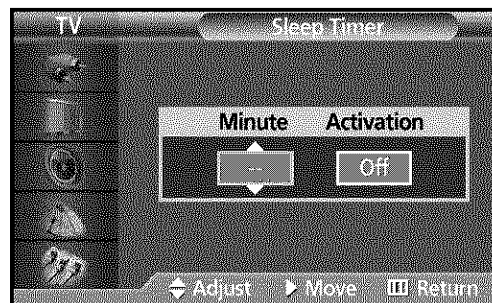 TV Sleep Timer
Minute Activation
-- Off
Adjust Move Return